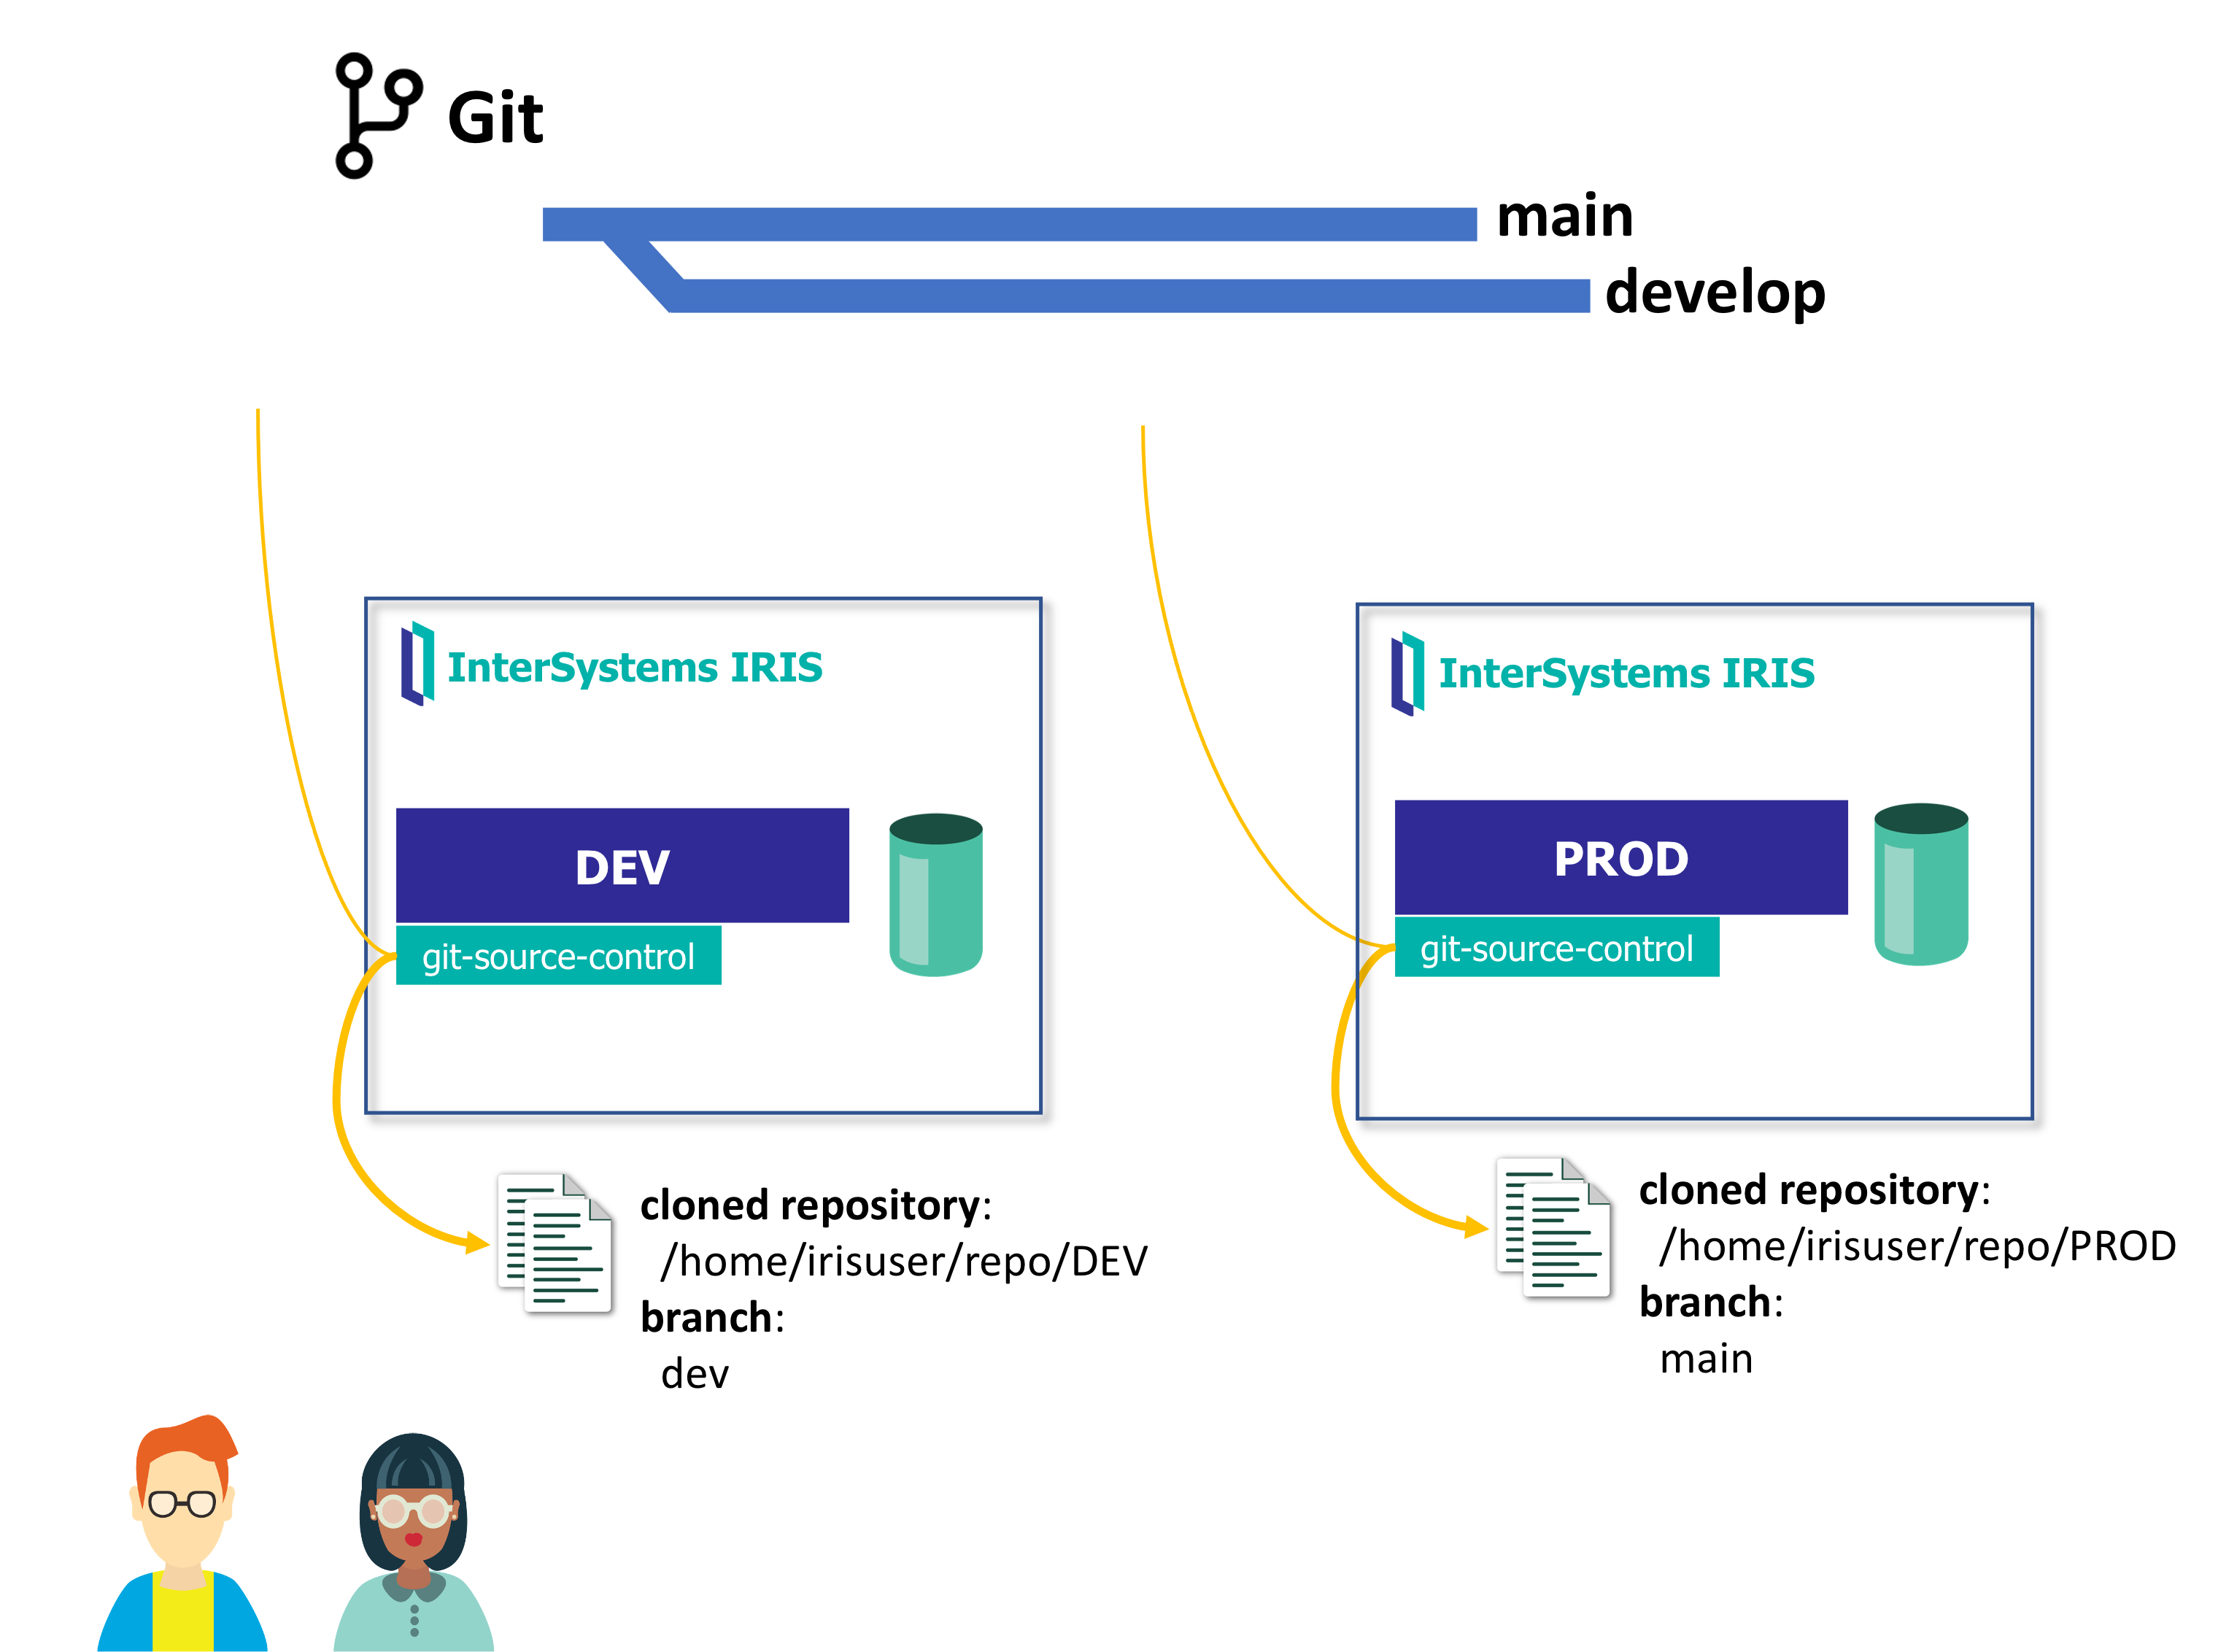 Git
main
develop
InterSystems IRIS
DEV
git-source-control
cloned repository:
/home/irisuser/repo/DEV
branch:
dev
InterSystems IRIS
PROD
git-source-control
cloned repository:
/home/irisuser/repo/PROD
branch:
main